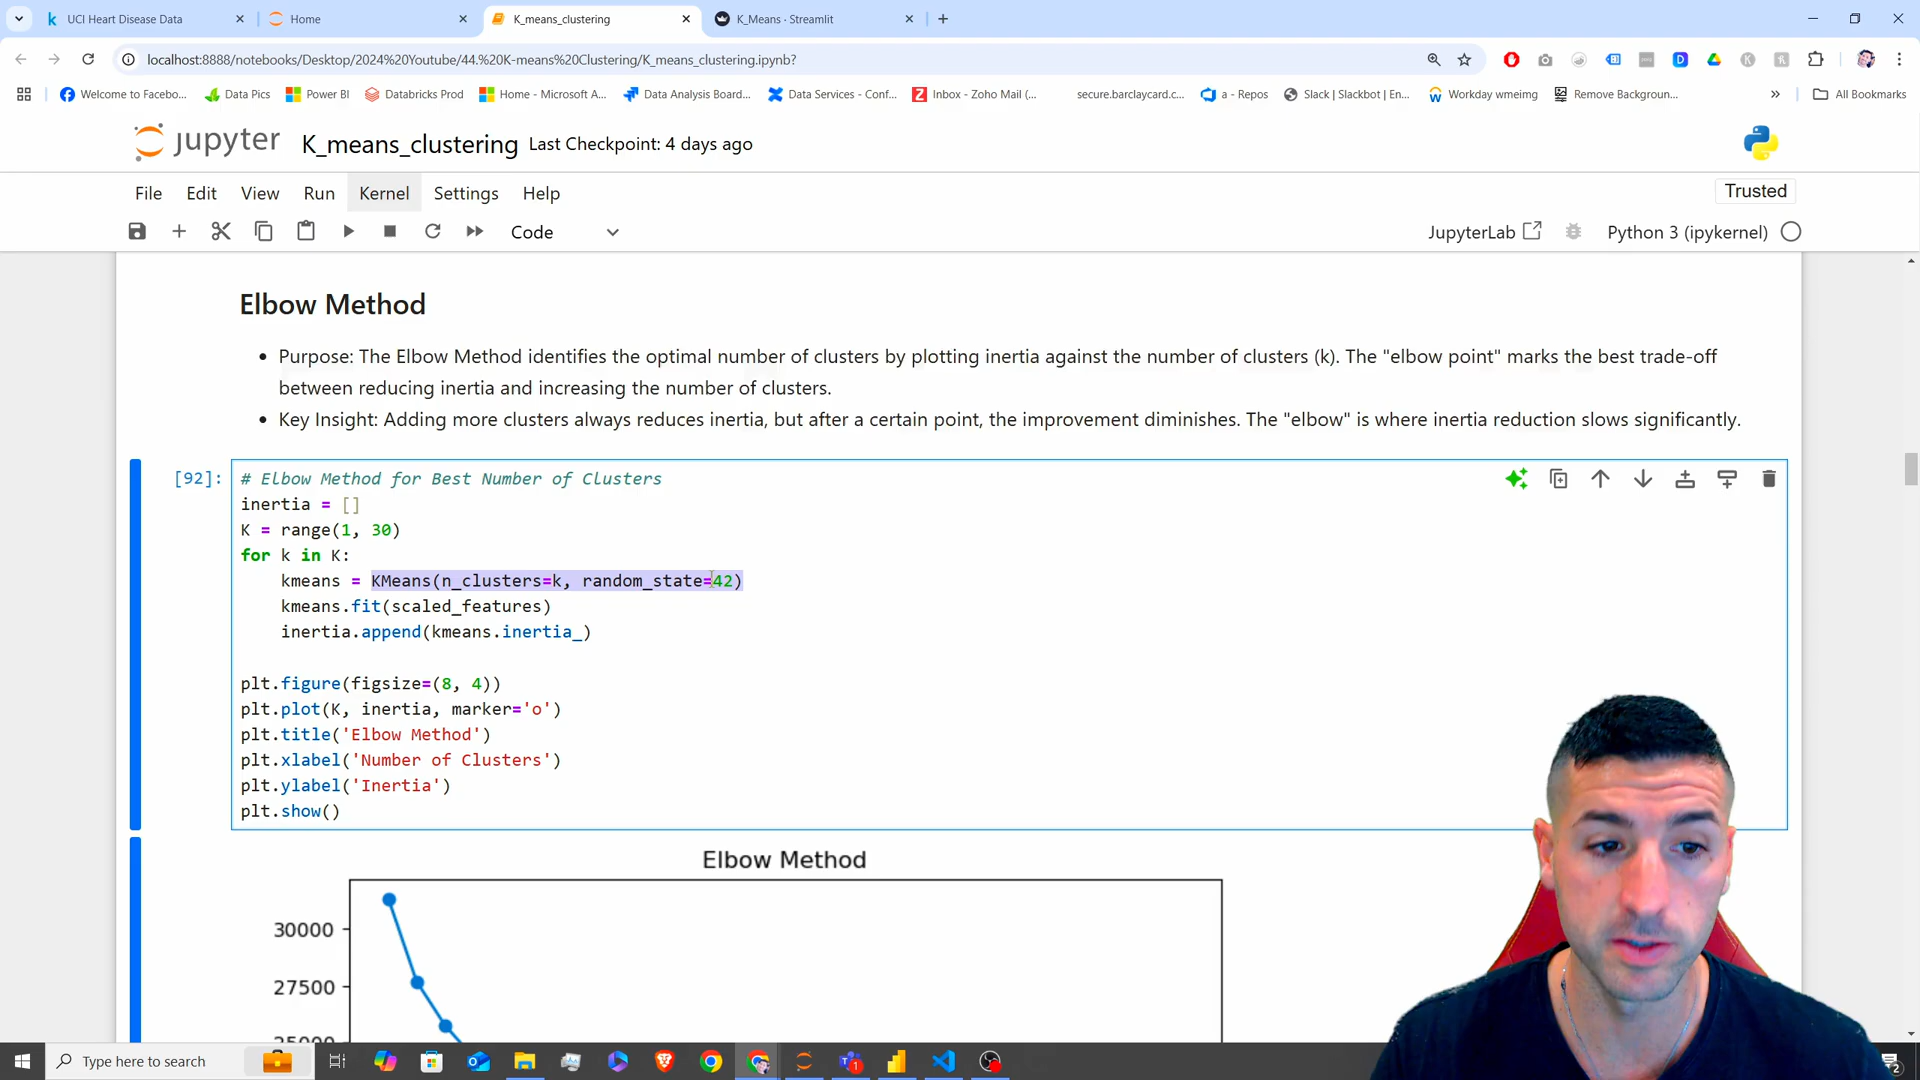 UCI Heart Disease Data
Home
K_means_clustering
K_Means · Streamlit
localhost:8888/notebooks/Desktop/2024%20Youtube/44.%20K-means%20Clustering/K_means_clustering.ipynb?
Welcome to Facebo...
Data Pics
Power BI
Databricks Prod
Home - Microsoft A...
Data Analysis Board...
Data Services - Conf...
Inbox - Zoho Mail (...
secure.barclaycard.c...
a - Repos
Slack | Slackbot | En...
Workday wmeimg
Remove Backgroun...
All Bookmarks
jupyter K_means_clustering Last Checkpoint: 4 days ago
File Edit View Run Kernel Settings Help
Trusted
Code
JupyterLab
Python 3 (ipykernel)
Elbow Method
• Purpose: The Elbow Method identifies the optimal number of clusters by plotting inertia against the number of clusters (k). The "elbow point" marks the best trade-off
between reducing inertia and increasing the number of clusters.
• Key Insight: Adding more clusters always reduces inertia, but after a certain point, the improvement diminishes. The "elbow" is where inertia reduction slows significantly.
[92]:
# Elbow Method for Best Number of Clusters
inertia = []
K = range(1, 30)
for k in K:
    kmeans = KMeans(n_clusters=k, random_state=42)
    kmeans.fit(scaled_features)
    inertia.append(kmeans.inertia_)
plt.figure(figsize=(8, 4))
plt.plot(K, inertia, marker='o')
plt.title('Elbow Method')
plt.xlabel('Number of Clusters')
plt.ylabel('Inertia')
plt.show()
Elbow Method
30000
27500
Type here to search